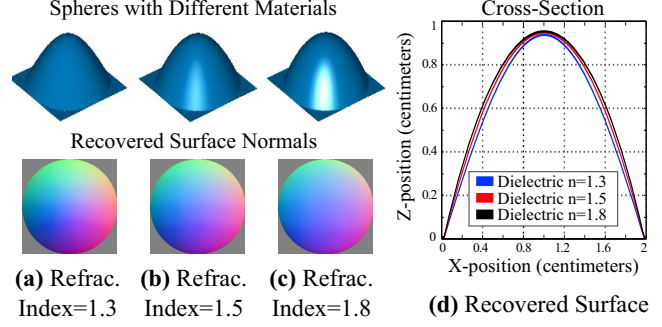 Spheres with Different Materials
Recovered Surface Normals
(a) Refrac.
Index=1.3
(b) Refrac.
Index=1.5
(c) Refrac.
Index=1.8
Cross-Section
Z-position (centimeters)
1
0.8
0.6
0.4
0.2
0
Dielectric n=1.3
Dielectric n=1.5
Dielectric n=1.8
0 0.4 0.8 1.2 1.6 2
X-position (centimeters)
(d) Recovered Surface